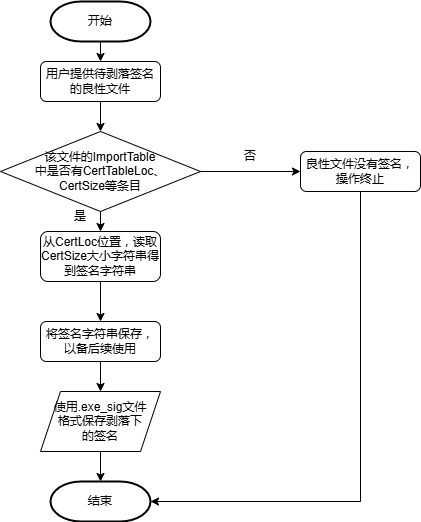 开始
用户提供待剥落签名
的良性文件
该文件的ImportTable
中是否有CertTableLoc、
CertSize等条目
否
良性文件没有签名，
操作终止
是
从CertLoc位置，读取
CertSize大小字符串得
到签名字符串
将签名字符串保存，
以备后续使用
使用.exe_sig文件
格式保存剥落下
的签名
结束